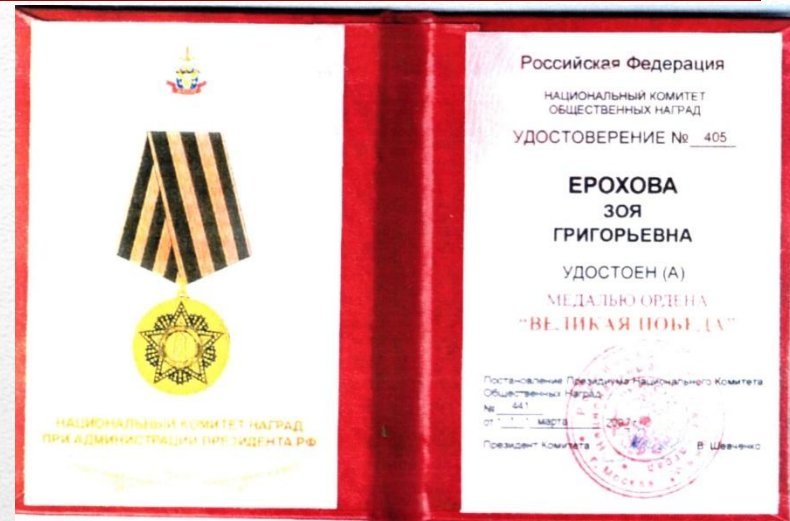 НАЦИОНАЛЬНЫЙ КОМИТЕТ НАГРАД
ПРИ АДМИНИСТРАЦИИ ПРЕЗИДЕНТА РФ
Российская Федерация
НАЦИОНАЛЬНЫЙ КОМИТЕТ
ОБЩЕСТВЕННЫХ НАГРАД
УДОСТОВЕРЕНИЕ № 405
ЕРОХОВА
ЗОЯ
ГРИГОРЬЕВНА
УДОСТОЕН (А)
МЕДАЛЬЮ ОРДЕНА
“ВЕЛИКАЯ ПОБЕДА”
Постановление Президиума Национального Комитета
Общественных Наград
№ 441
от марта
Президент Комитета В. Шевченко
Москва